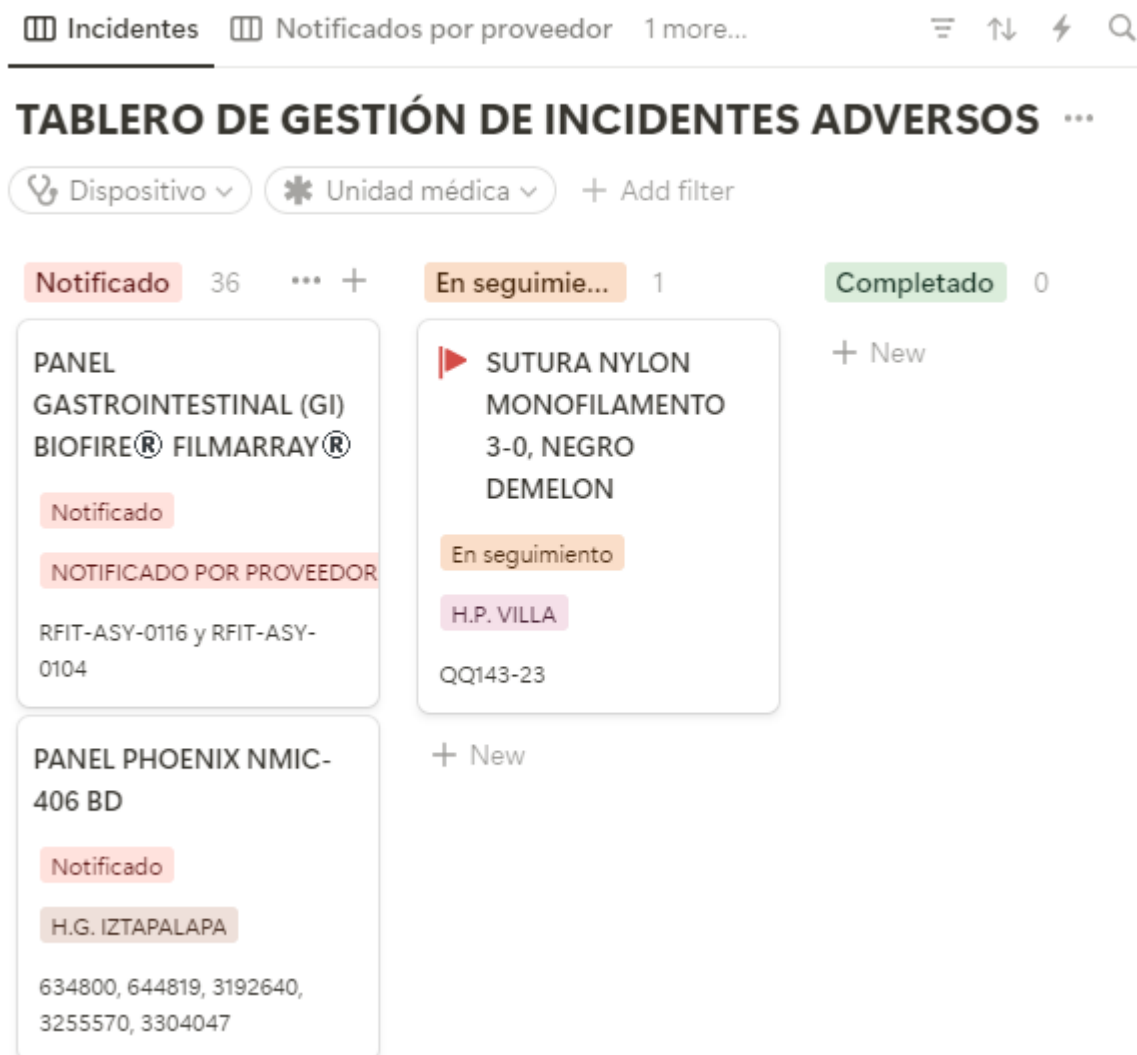 Incidentes Notificados por proveedor 1 more...
TABLERO DE GESTIÓN DE INCIDENTES ADVERSOS ...
Dispositivo Unidad médica + Add filter
Notificado 36 ... +
PANEL
GASTROINTESTINAL (GI)
BIOFIRE® FILMARRAY®
Notificado
NOTIFICADO POR PROVEEDOR
RFIT-ASY-0116 y RFIT-ASY-
0104
PANEL PHOENIX NMIC-
406 BD
Notificado
H.G. IZTAPALAPA
634800, 644819, 3192640,
3255570, 3304047
En seguimie... 1
SUTURA NYLON
MONOFILAMENTO
3-0, NEGRO
DEMELON
En seguimiento
H.P. VILLA
QQ143-23
+ New
Completado 0
+ New